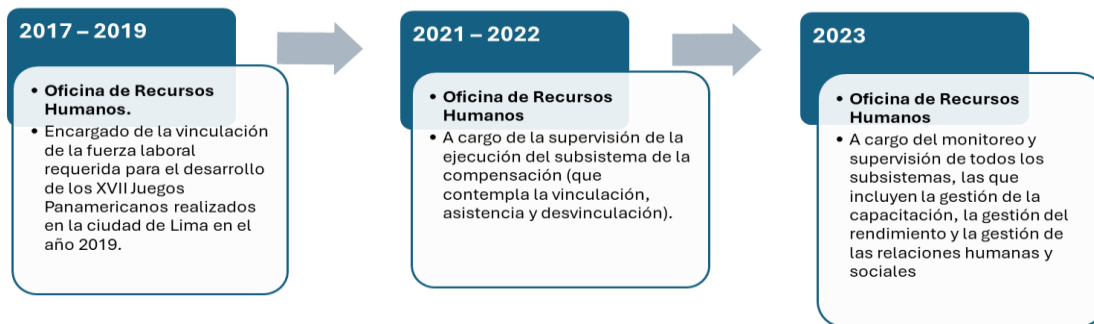 2017 – 2019
• Oficina de Recursos
Humanos.
• Encargado de la vinculación
de la fuerza laboral
requerida para el desarrollo
de los XVII Juegos
Panamericanos realizados
en la ciudad de Lima en el
año 2019.
2021 – 2022
• Oficina de Recursos
Humanos
• A cargo de la supervisión de la
ejecución del subsistema de la
compensación (que
contempla la vinculación,
asistencia y desvinculación).
2023
• Oficina de Recursos
Humanos
• A cargo del monitoreo y
supervisión de todos los
subsistemas, las que
incluyen la gestión de la
capacitación, la gestión del
rendimiento y la gestión de
las relaciones humanas y
sociales